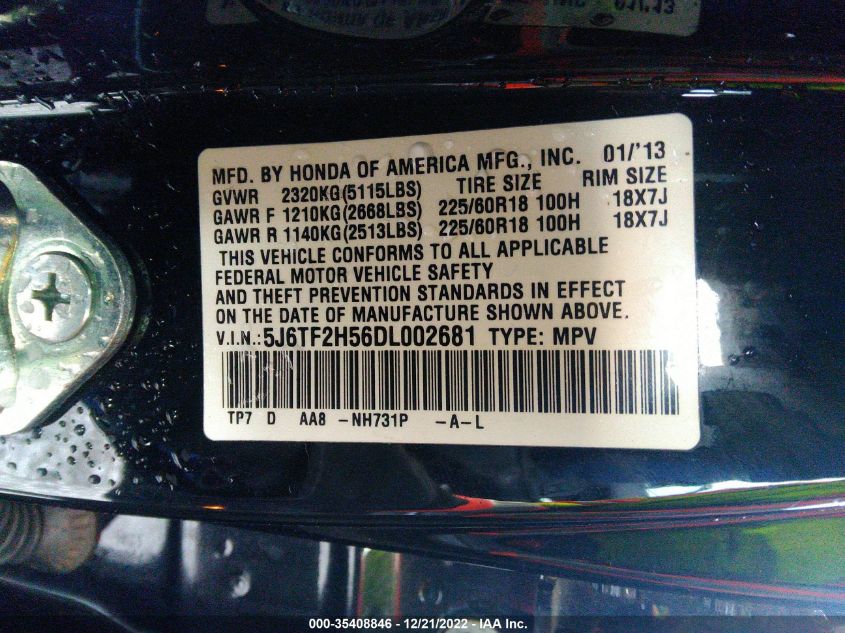 01/'13
MFD. BY HONDA OF AMERICA MFG., INC. 01/'13
GVWR 2320KG(5115LBS) TIRE SIZE RIM SIZE
GAWR F 1210KG(2668LBS) 225/60R18 100H 18X7J
GAWR R 1140KG(2513LBS) 225/60R18 100H 18X7J
THIS VEHICLE CONFORMS TO ALL APPLICABLE
FEDERAL MOTOR VEHICLE SAFETY
AND THEFT PREVENTION STANDARDS IN EFFECT
ON THE DATE OF MANUFACTURE SHOWN ABOVE.
V.I.N.:5J6TF2H56DL002681 TYPE: MPV
TP7 D AA8 -NH731P -A-L
000-35408846 - 12/21/2022 - IAA Inc.